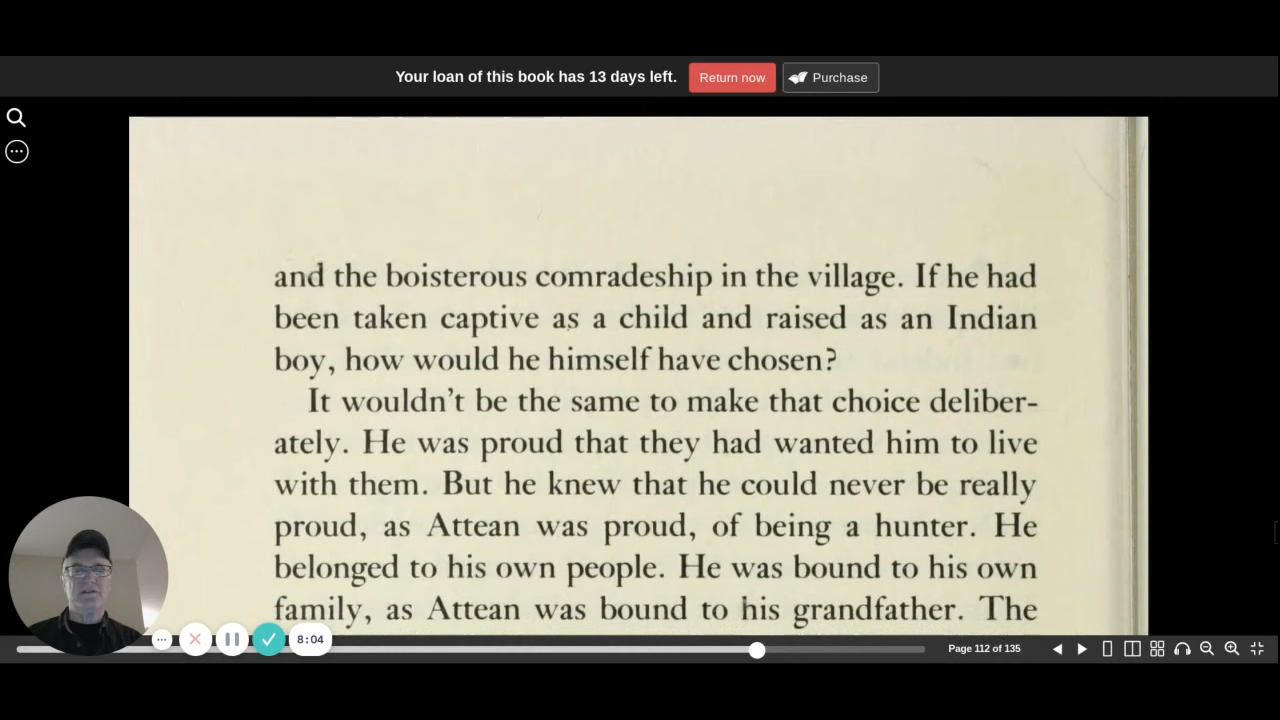 Your loan of this book has 13 days left. Return now Purchase
and the boisterous comradeship in the village. If he had
been taken captive as a child and raised as an Indian
boy, how would he himself have chosen?
It wouldn't be the same to make that choice deliber-
ately. He was proud that they had wanted him to live
with them. But he knew that he could never be really
proud, as Attean was proud, of being a hunter. He
belonged to his own people. He was bound to his own
family, as Attean was bound to his grandfather. The
8:04
Page 112 of 135